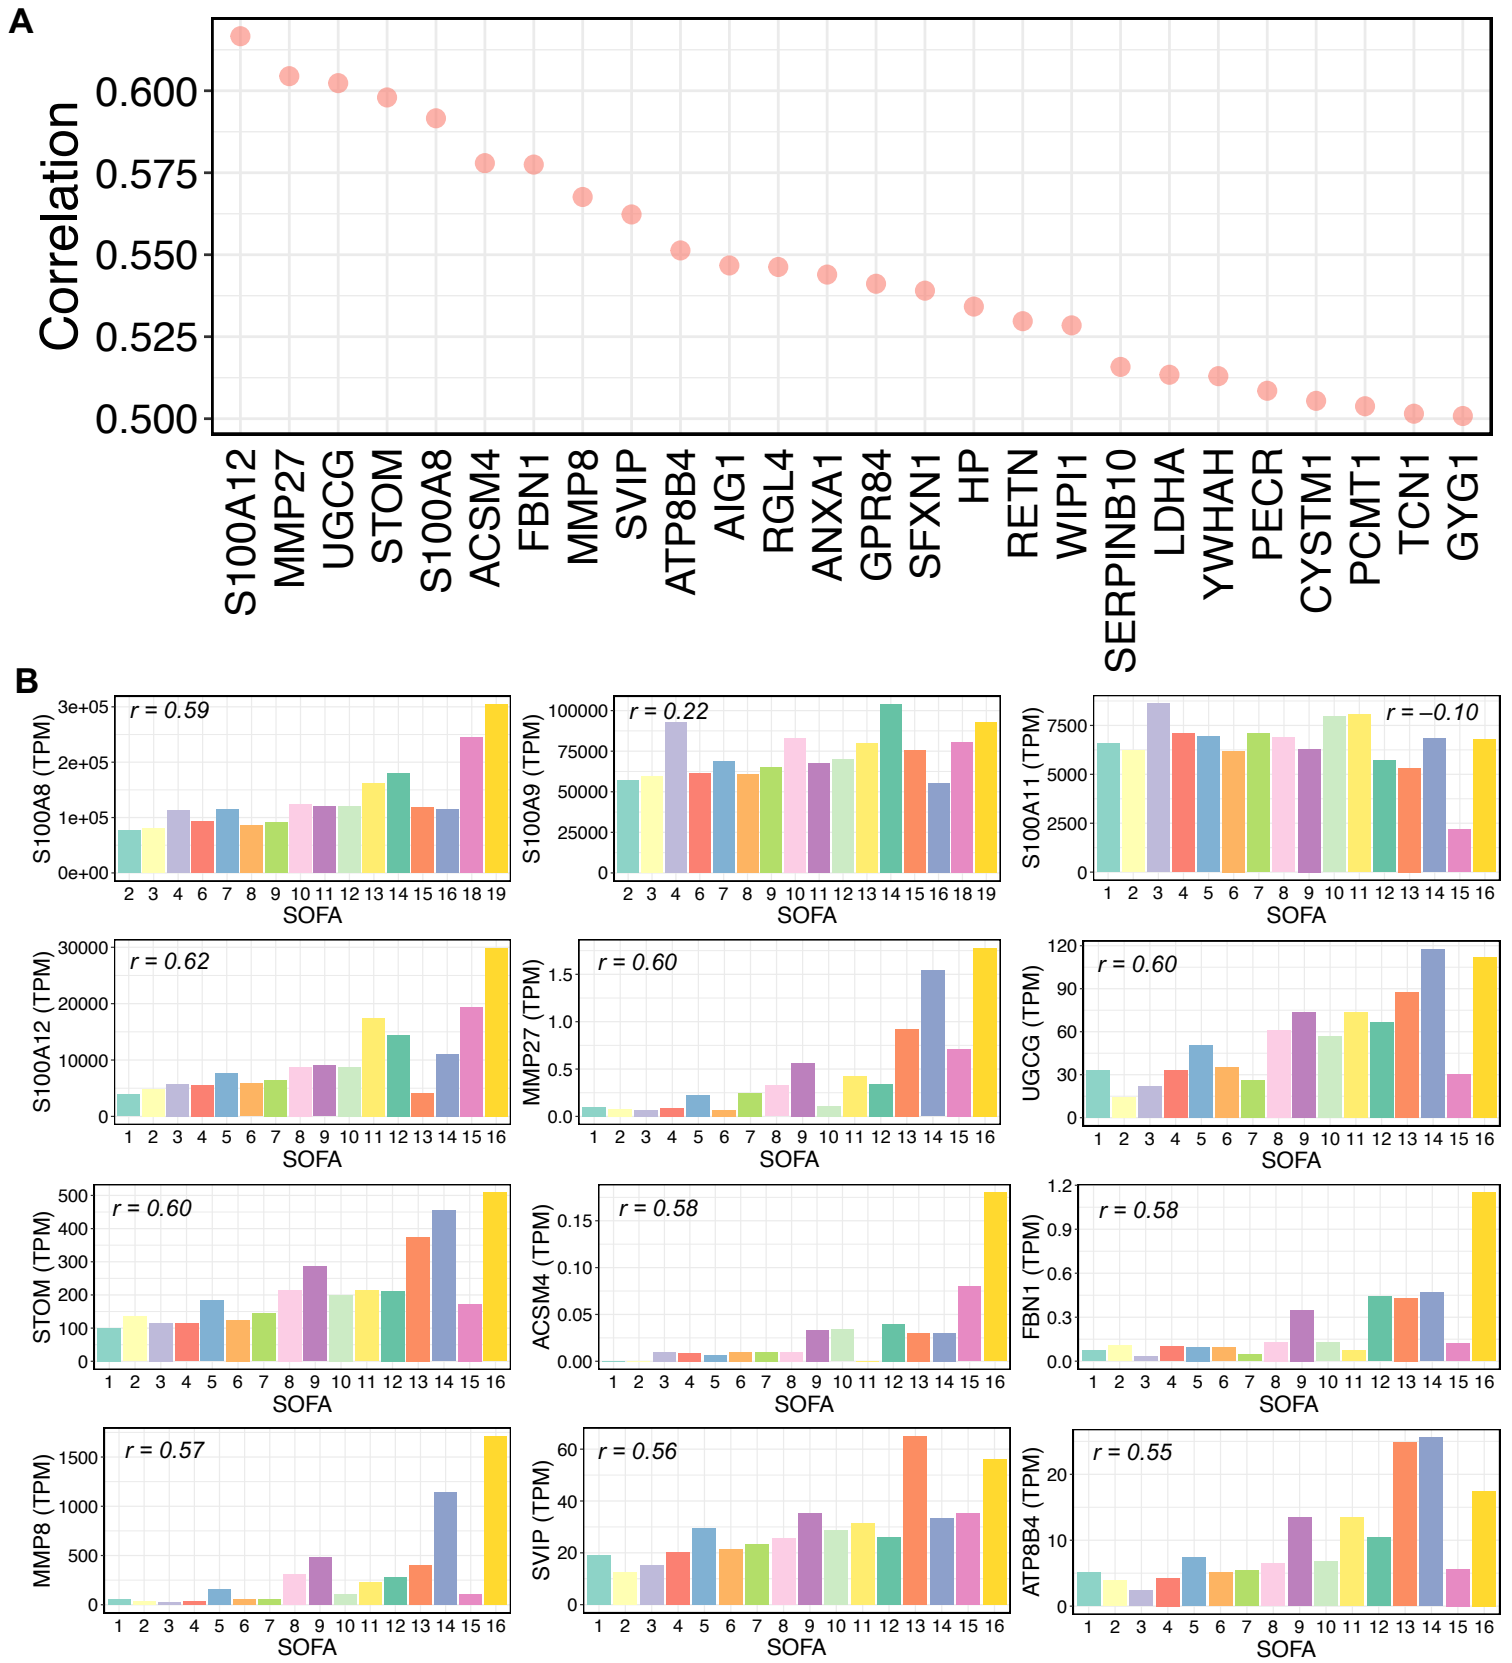 A
Correlation
0.600
0.575
0.550
0.525
0.500
S100A12 MMP27 UGCG STOM S100A8 ACSM4 FBN1 MMP8 SVIP ATP8B4 AIG1 RGL4 ANXA1 GPR84 SFXN1 HP RETN WIPI1 SERPINB10 LDHA YWHAH PECR CYSTM1 PCMT1 TCN1 GYG1
B
S100A8 (TPM)
3e+05
2e+05
1e+05
0e+00
r = 0.59
2 3 4 6 7 8 9 10 11 12 13 14 15 16 18 19
SOFA
S100A9 (TPM)
100000
75000
50000
25000
0
r = 0.22
2 3 4 6 7 8 9 10 11 12 13 14 15 16 18 19
SOFA
S100A11 (TPM)
7500
5000
2500
0
r = –0.10
1 2 3 4 5 6 7 8 9 10 11 12 13 14 15 16
SOFA
S100A12 (TPM)
30000
20000
10000
0
r = 0.62
1 2 3 4 5 6 7 8 9 10 11 12 13 14 15 16
SOFA
MMP27 (TPM)
1.5
1.0
0.5
0.0
r = 0.60
1 2 3 4 5 6 7 8 9 10 11 12 13 14 15 16
SOFA
UGCG (TPM)
120
90
60
30
0
r = 0.60
1 2 3 4 5 6 7 8 9 10 11 12 13 14 15 16
SOFA
STOM (TPM)
500
400
300
200
100
0
r = 0.60
1 2 3 4 5 6 7 8 9 10 11 12 13 14 15 16
SOFA
ACSM4 (TPM)
0.15
0.10
0.05
0.00
r = 0.58
1 2 3 4 5 6 7 8 9 10 11 12 13 14 15 16
SOFA
FBN1 (TPM)
1.2
0.9
0.6
0.3
0.0
r = 0.58
1 2 3 4 5 6 7 8 9 10 11 12 13 14 15 16
SOFA
MMP8 (TPM)
1500
1000
500
0
r = 0.57
1 2 3 4 5 6 7 8 9 10 11 12 13 14 15 16
SOFA
SVIP (TPM)
60
40
20
0
r = 0.56
1 2 3 4 5 6 7 8 9 10 11 12 13 14 15 16
SOFA
ATP8B4 (TPM)
20
10
0
r = 0.55
1 2 3 4 5 6 7 8 9 10 11 12 13 14 15 16
SOFA